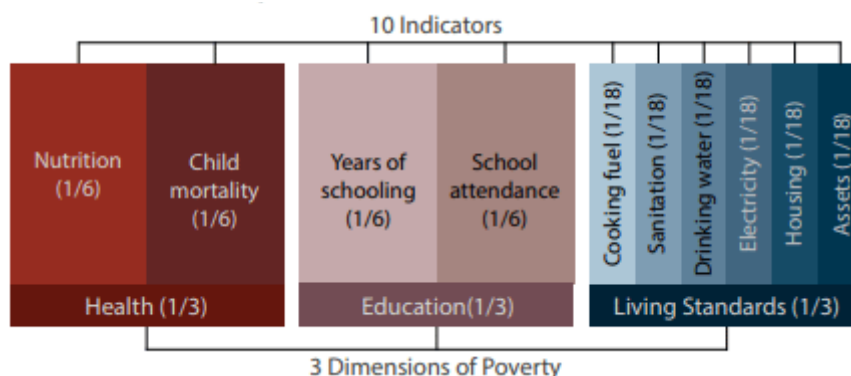 10 Indicators
Nutrition
(1/6)
Child
mortality
(1/6)
Years of
schooling
(1/6)
School
attendance
(1/6)
Cooking fuel (1/18)
Sanitation (1/18)
Drinking water (1/18)
Electricity (1/18)
Housing (1/18)
Assets (1/18)
Health (1/3)
Education(1/3)
Living Standards (1/3)
3 Dimensions of Poverty